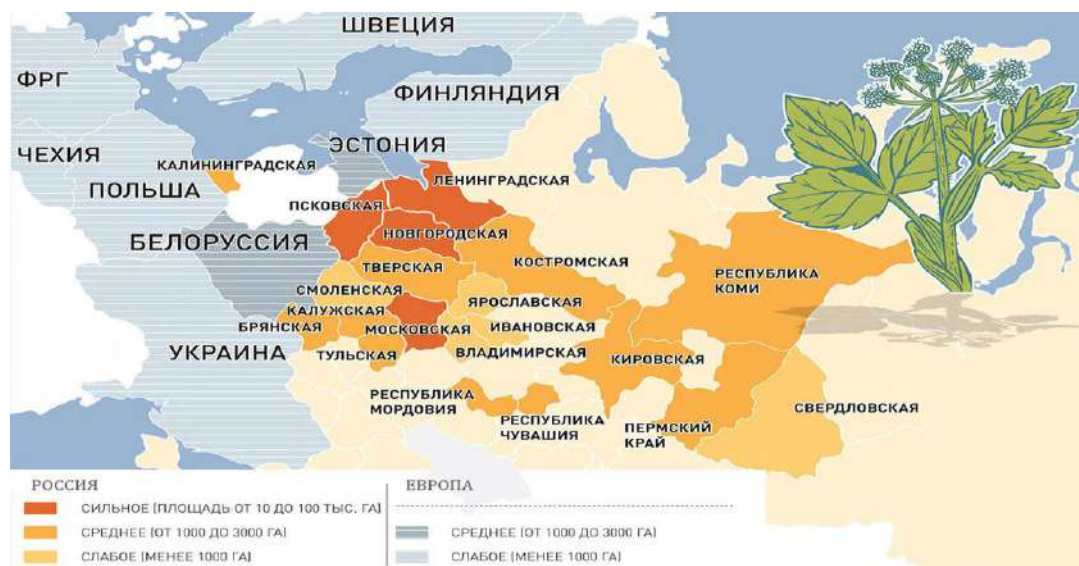 ШВЕЦИЯ
ФРГ
ФИНЛЯНДИЯ
ЭСТОНИЯ
ЧЕХИЯ
КАЛИНИНГРАДСКАЯ
ПОЛЬША
ЛЕНИНГРАДСКАЯ
ПСКОВСКАЯ
НОВГОРОДСКАЯ
БЕЛОРУССИЯ
ТВЕРСКАЯ
КОСТРОМСКАЯ
РЕСПУБЛИКА
КОМИ
СМОЛЕНСКАЯ
ЯРОСЛАВСКАЯ
КАЛУЖСКАЯ
БРЯНСКАЯ
МОСКОВСКАЯ
ИВАНОВСКАЯ
УКРАИНА
ТУЛЬСКАЯ
ВЛАДИМИРСКАЯ
КИРОВСКАЯ
РЕСПУБЛИКА
МОРДОВИЯ
РЕСПУБЛИКА
ЧУВАШИЯ
ПЕРМСКИЙ
КРАЙ
СВЕРДЛОВСКАЯ
РОССИЯ
СИЛЬНОЕ (ПЛОЩАДЬ ОТ 10 ДО 100 ТЫС. ГА)
СРЕДНЕЕ (ОТ 1000 ДО 3000 ГА)
СЛАБОЕ (МЕНЕЕ 1000 ГА)
ЕВРОПА
СРЕДНЕЕ (ОТ 1000 ДО 3000 ГА)
СЛАБОЕ (МЕНЕЕ 1000 ГА)